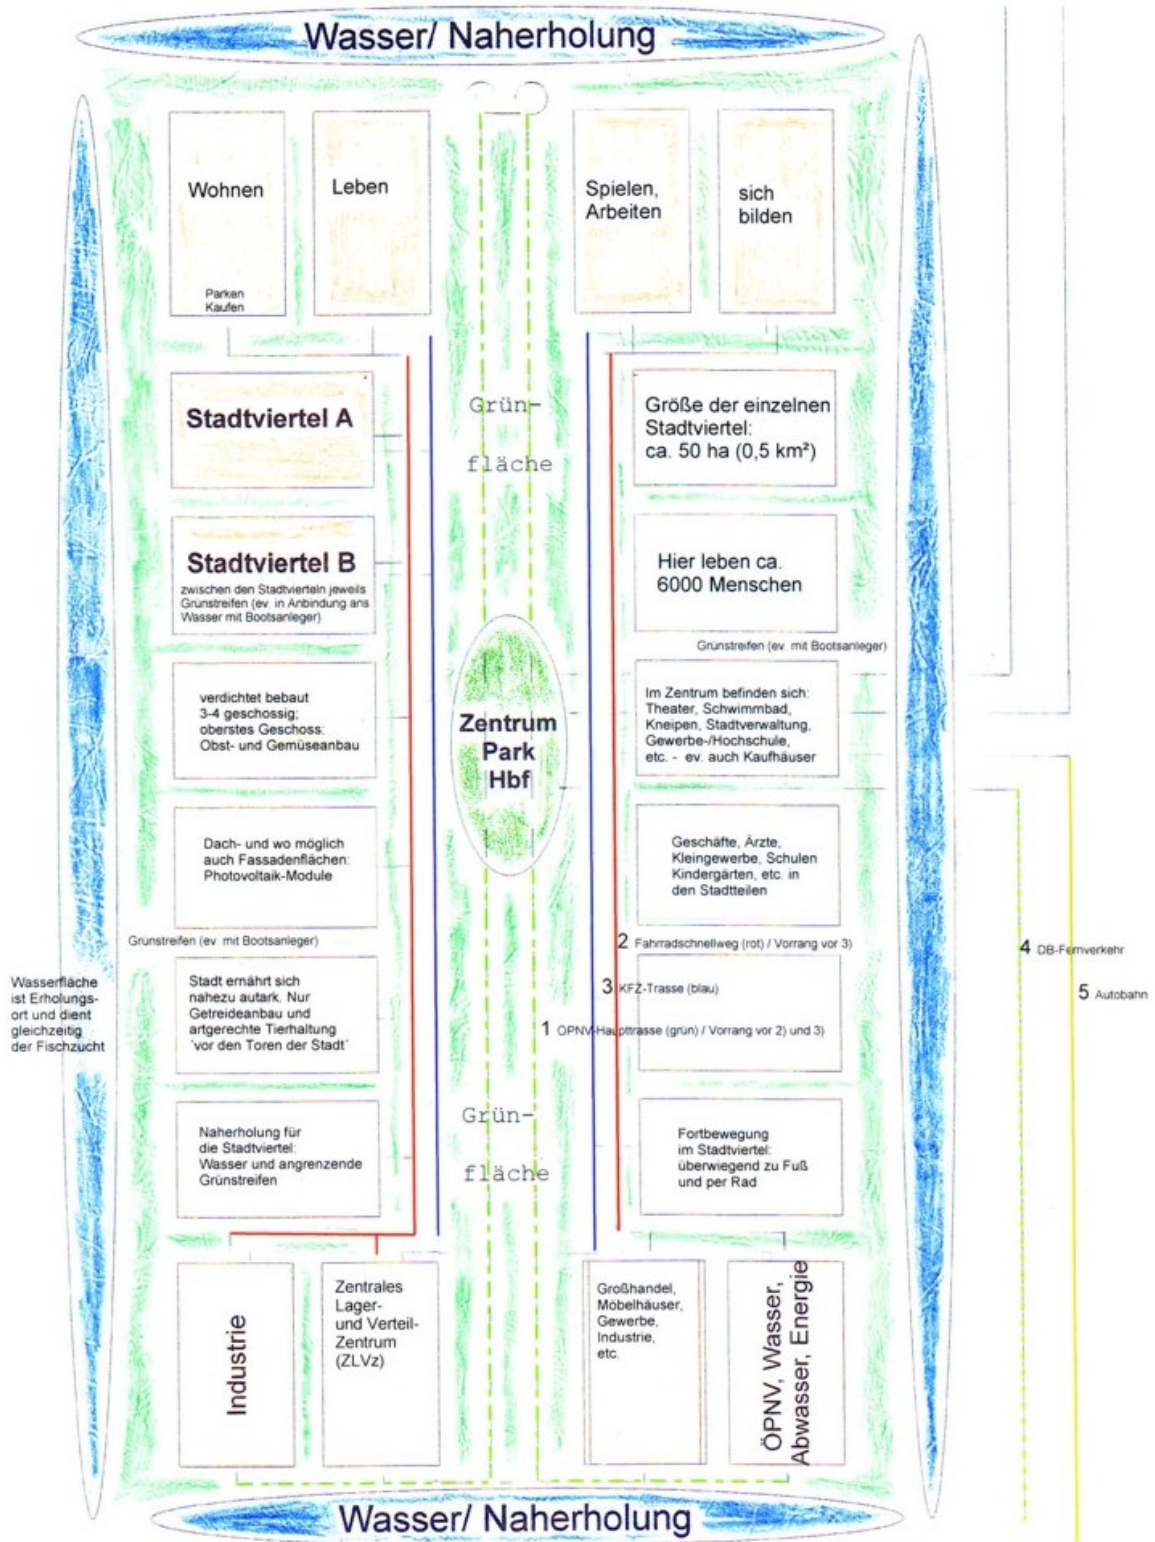 Wasser/ Naherholung
Wohnen
Parken
Kaufen
Leben
Spielen,
Arbeiten
sich
bilden
Stadtviertel A
Grün-
fläche
Größe der einzelnen
Stadtviertel:
ca. 50 ha (0,5 km²)
Stadtviertel B
zwischen den Stadtvierteln jeweils
Grünstreifen (ev. in Anbindung ans
Wasser mit Bootsanleger)
Hier leben ca.
6000 Menschen
Grünstreifen (ev. mit Bootsanleger)
verdichtet bebaut
3-4 geschossig;
oberstes Geschoss:
Obst- und Gemüseanbau
Zentrum
Park
Hbf
Im Zentrum befinden sich:
Theater, Schwimmbad,
Kneipen, Stadtverwaltung,
Gewerbe-/Hochschule,
etc. - ev. auch Kaufhäuser
Dach- und wo möglich
auch Fassadenflächen:
Photovoltaik-Module
Geschäfte, Ärzte,
Kleingewerbe, Schulen
Kindergärten, etc. in
den Stadtteilen
Grünstreifen (ev. mit Bootsanleger)
2 Fahrradschnellweg (rot) / Vorrang vor 3)
4 DB-Fernverkehr
Wasserfläche
ist Erholungs-
ort und dient
gleichzeitig
der Fischzucht
Stadt ernährt sich
nahezu autark. Nur
Getreideanbau und
artgerechte Tierhaltung
´vor den Toren der Stadt´
3 KFZ-Trasse (blau)
5 Autobahn
1 ÖPNV-Haupttrasse (grün) / Vorrang vor 2) und 3)
Naherholung für
die Stadtviertel:
Wasser und angrenzende
Grünstreifen
Grün-
fläche
Fortbewegung
im Stadtviertel:
überwiegend zu Fuß
und per Rad
Industrie
Zentrales
Lager-
und Verteil-
Zentrum
(ZLVz)
Großhandel,
Möbelhäuser,
Gewerbe,
Industrie,
etc.
ÖPNV, Wasser,
Abwasser, Energie
Wasser/ Naherholung